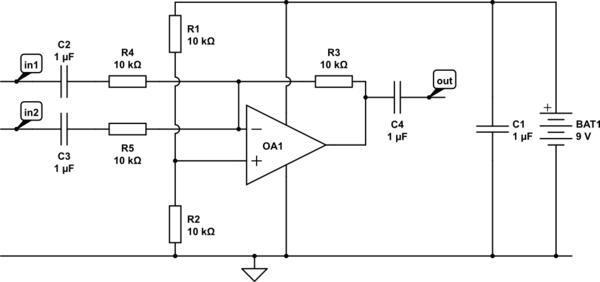 R1
10 kΩ
C2
1 µF
R4
10 kΩ
R3
10 kΩ
in1
out
in2
C3
1 µF
R5
10 kΩ
−
+
OA1
C4
1 µF
C1
1 µF
+
BAT1
9 V
R2
10 kΩ